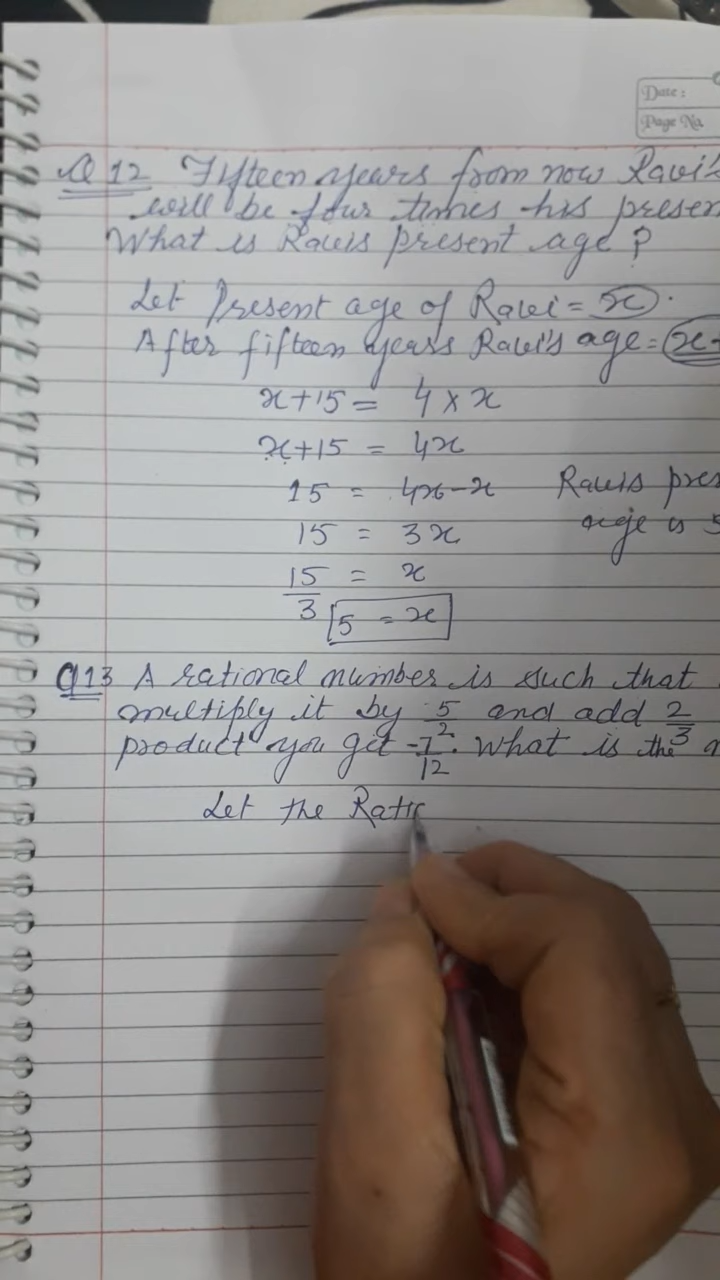 Date :
Page No
Q 12 Fifteen years from now Ravi's
will be four times his presen
What is Ravis present age?
Let Present age of Ravi = x.
After fifteen years Ravi's age = x
x+15 = 4 × x
x+15 = 4x
15 = 4x-x
Ravis pres
15 = 3x
age is 5
15/3 = x
5 = x
Q13 A rational number is such that
multiply it by 5/2 and add 2/3
product you get -7/12. What is the
Let the Ratio